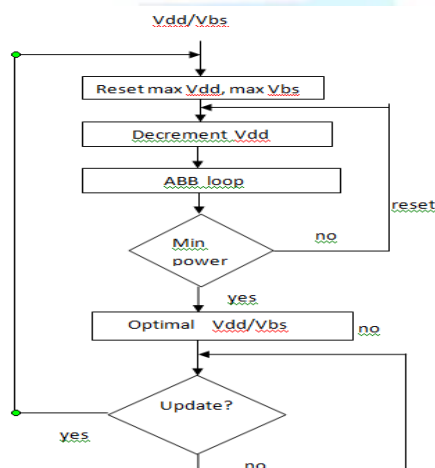 Vdd/Vbs
Reset max Vdd, max Vbs
Decrement Vdd
ABB loop
reset
Min
power
no
yes
Optimal Vdd/Vbs
no
Update?
yes
no